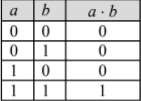 a b a · b
0 0 0
0 1 0
1 0 0
1 1 1